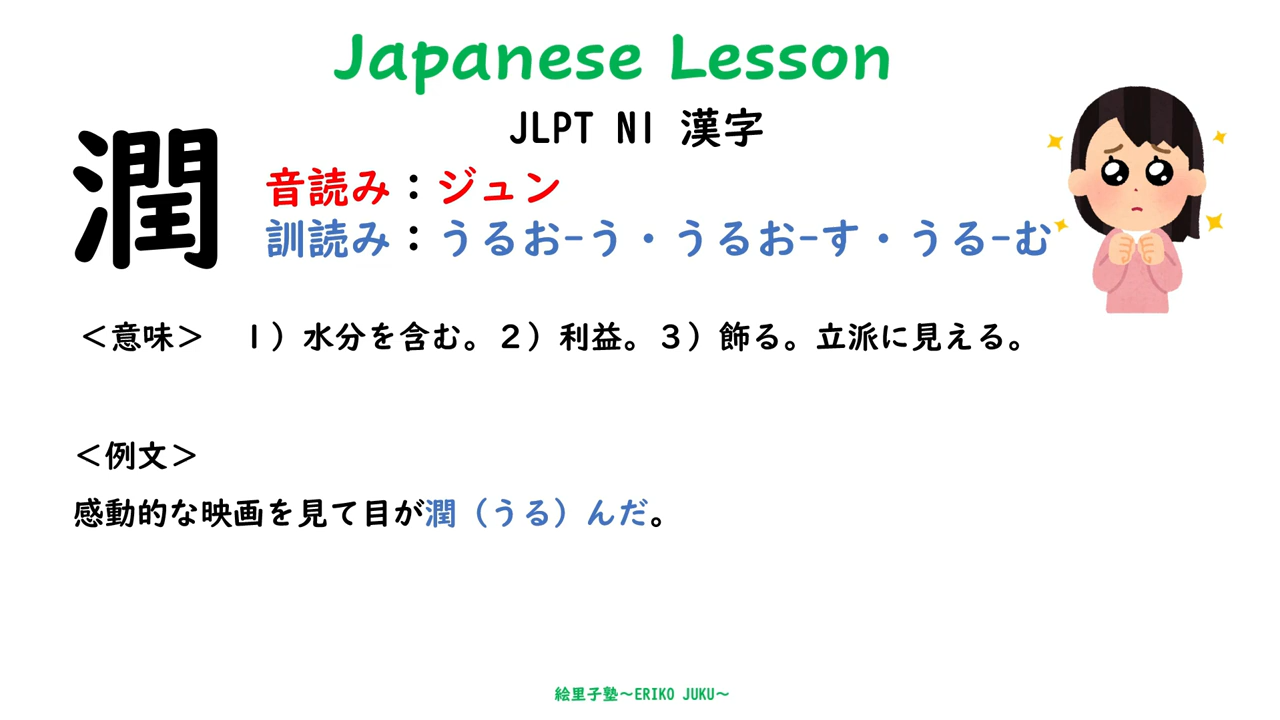 Japanese Lesson
JLPT N1 漢字
潤
音読み：ジュン
訓読み：うるお-う・うるお-す・うる-む
＜意味＞　１）水分を含む。２）利益。３）飾る。立派に見える。
＜例文＞
感動的な映画を見て目が潤（うる）んだ。
絵里子塾～ERIKO JUKU～